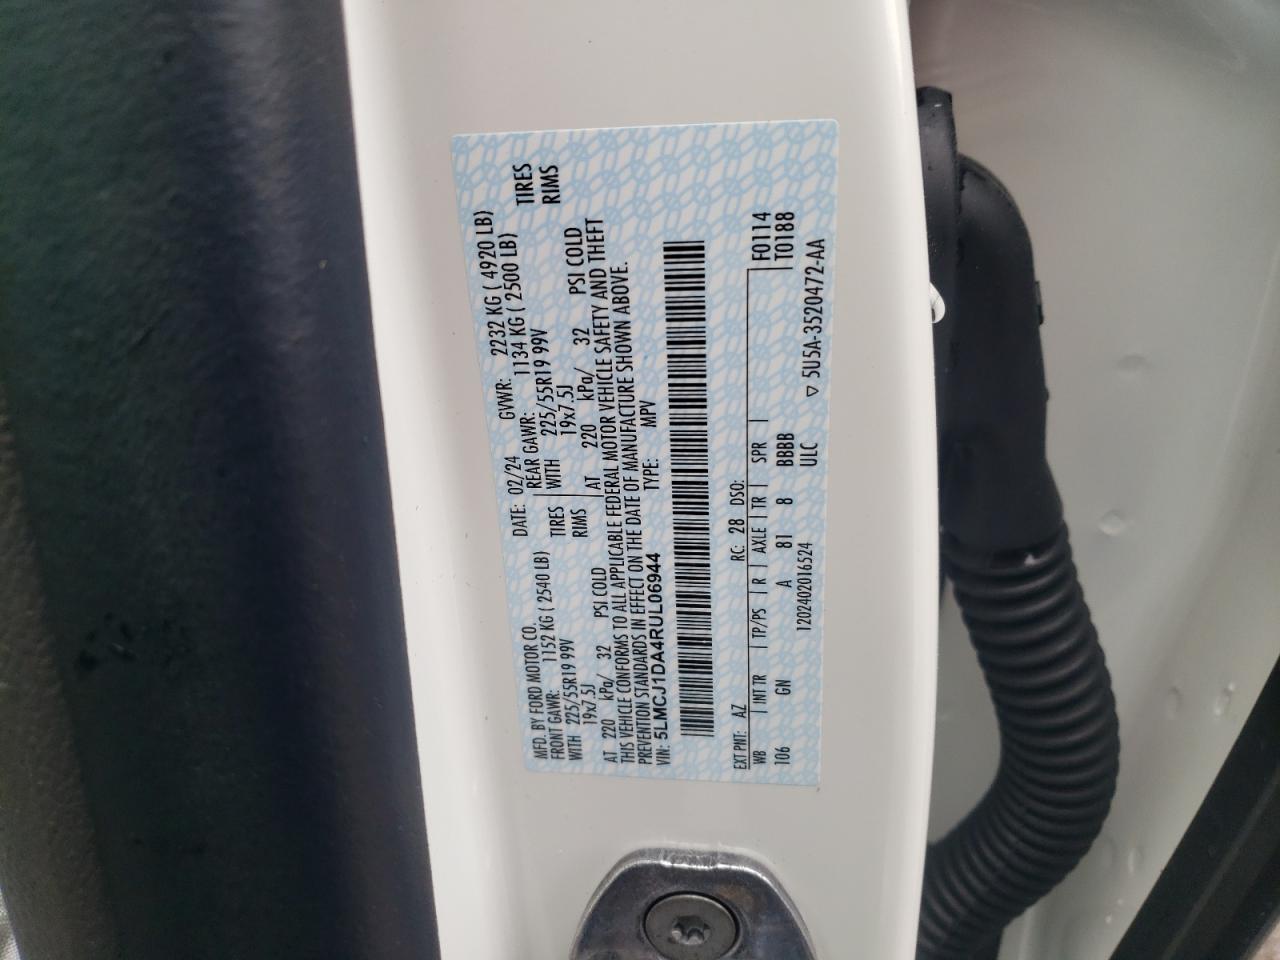 MFD. BY FORD MOTOR CO.
DATE: 02/24 GVWR: 2232 KG ( 4920 LB)
FRONT GAWR: 1152 KG ( 2540 LB)
REAR GAWR: 1134 KG ( 2500 LB)
WITH 225/55R19 99V TIRES
WITH 225/55R19 99V TIRES
19x7.5J RIMS
19x7.5J RIMS
AT 220 kPa/ 32 PSI COLD
AT 220 kPa/ 32 PSI COLD
THIS VEHICLE CONFORMS TO ALL APPLICABLE FEDERAL MOTOR VEHICLE SAFETY AND THEFT
PREVENTION STANDARDS IN EFFECT ON THE DATE OF MANUFACTURE SHOWN ABOVE.
VIN: 5LMCJ1DA4RUL06944 TYPE: MPV
EXT PNT: AZ RC: 28 DSO: F0114
WB INT TR TP/PS R AXLE TR SPR T0188
106 GN A 81 8 BBBB
1202402016524 ULC ▽ 5U5A-3520472-AA